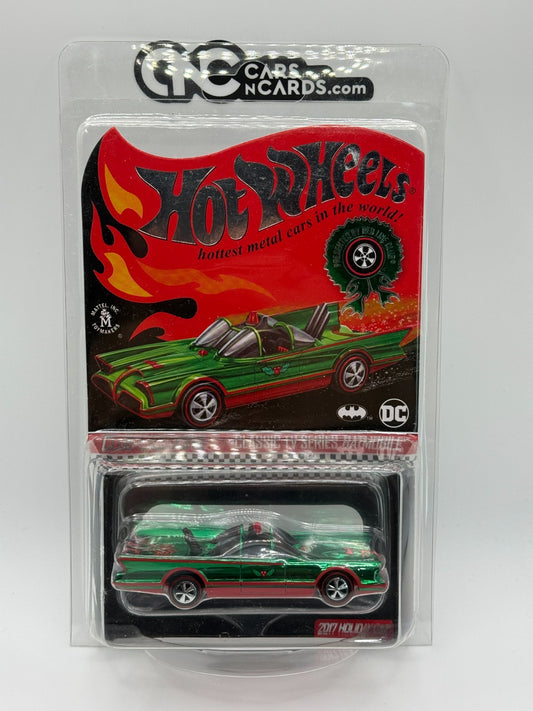 CARS
NCARDS.com
HOT WHEELS®
hottest metal cars in the world!
MATTEL, INC.
M
TOYMAKERS
©
DC
CLASSIC TV SERIES BATMOBILE
2017 HOLIDAY CAR